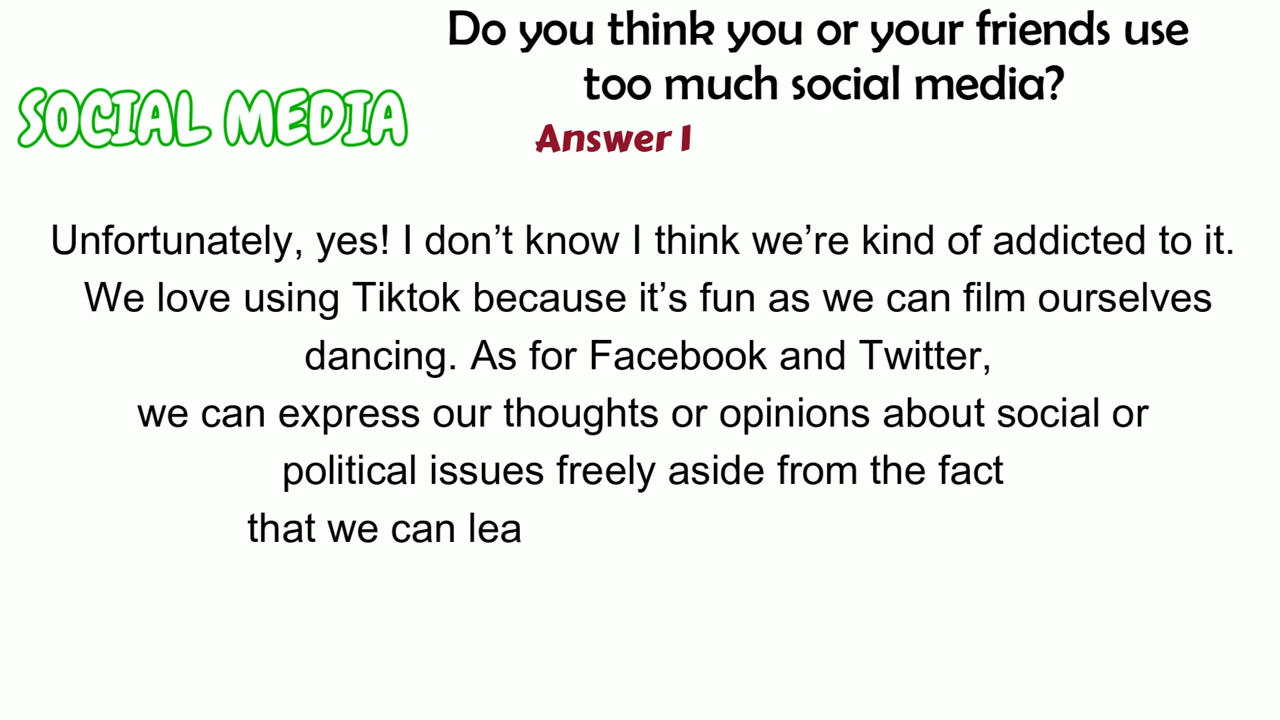 Do you think you or your friends use
too much social media?
SOCIAL MEDIA
Answer 1
Unfortunately, yes! I don’t know I think we’re kind of addicted to it.
We love using Tiktok because it’s fun as we can film ourselves
dancing. As for Facebook and Twitter,
we can express our thoughts or opinions about social or
political issues freely aside from the fact
that we can lea